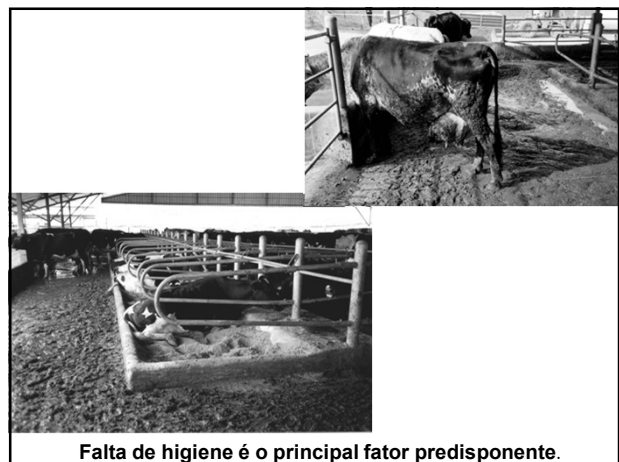 Falta de higiene é o principal fator predisponente.